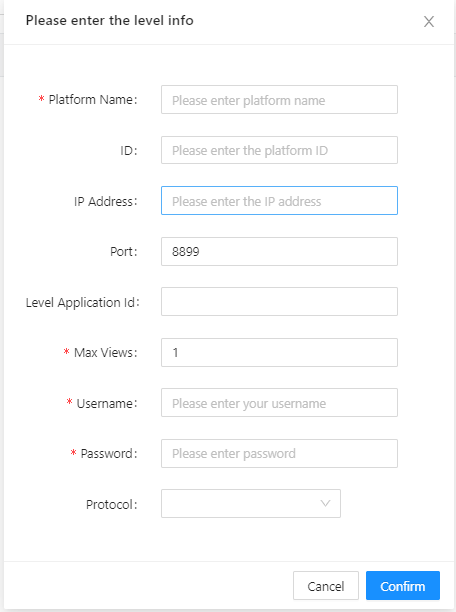 Please enter the level info
* Platform Name: Please enter platform name
ID: Please enter the platform ID
IP Address: Please enter the IP address
Port: 8899
Level Application Id:
* Max Views: 1
* Username: Please enter your username
* Password: Please enter password
Protocol:
Cancel Confirm